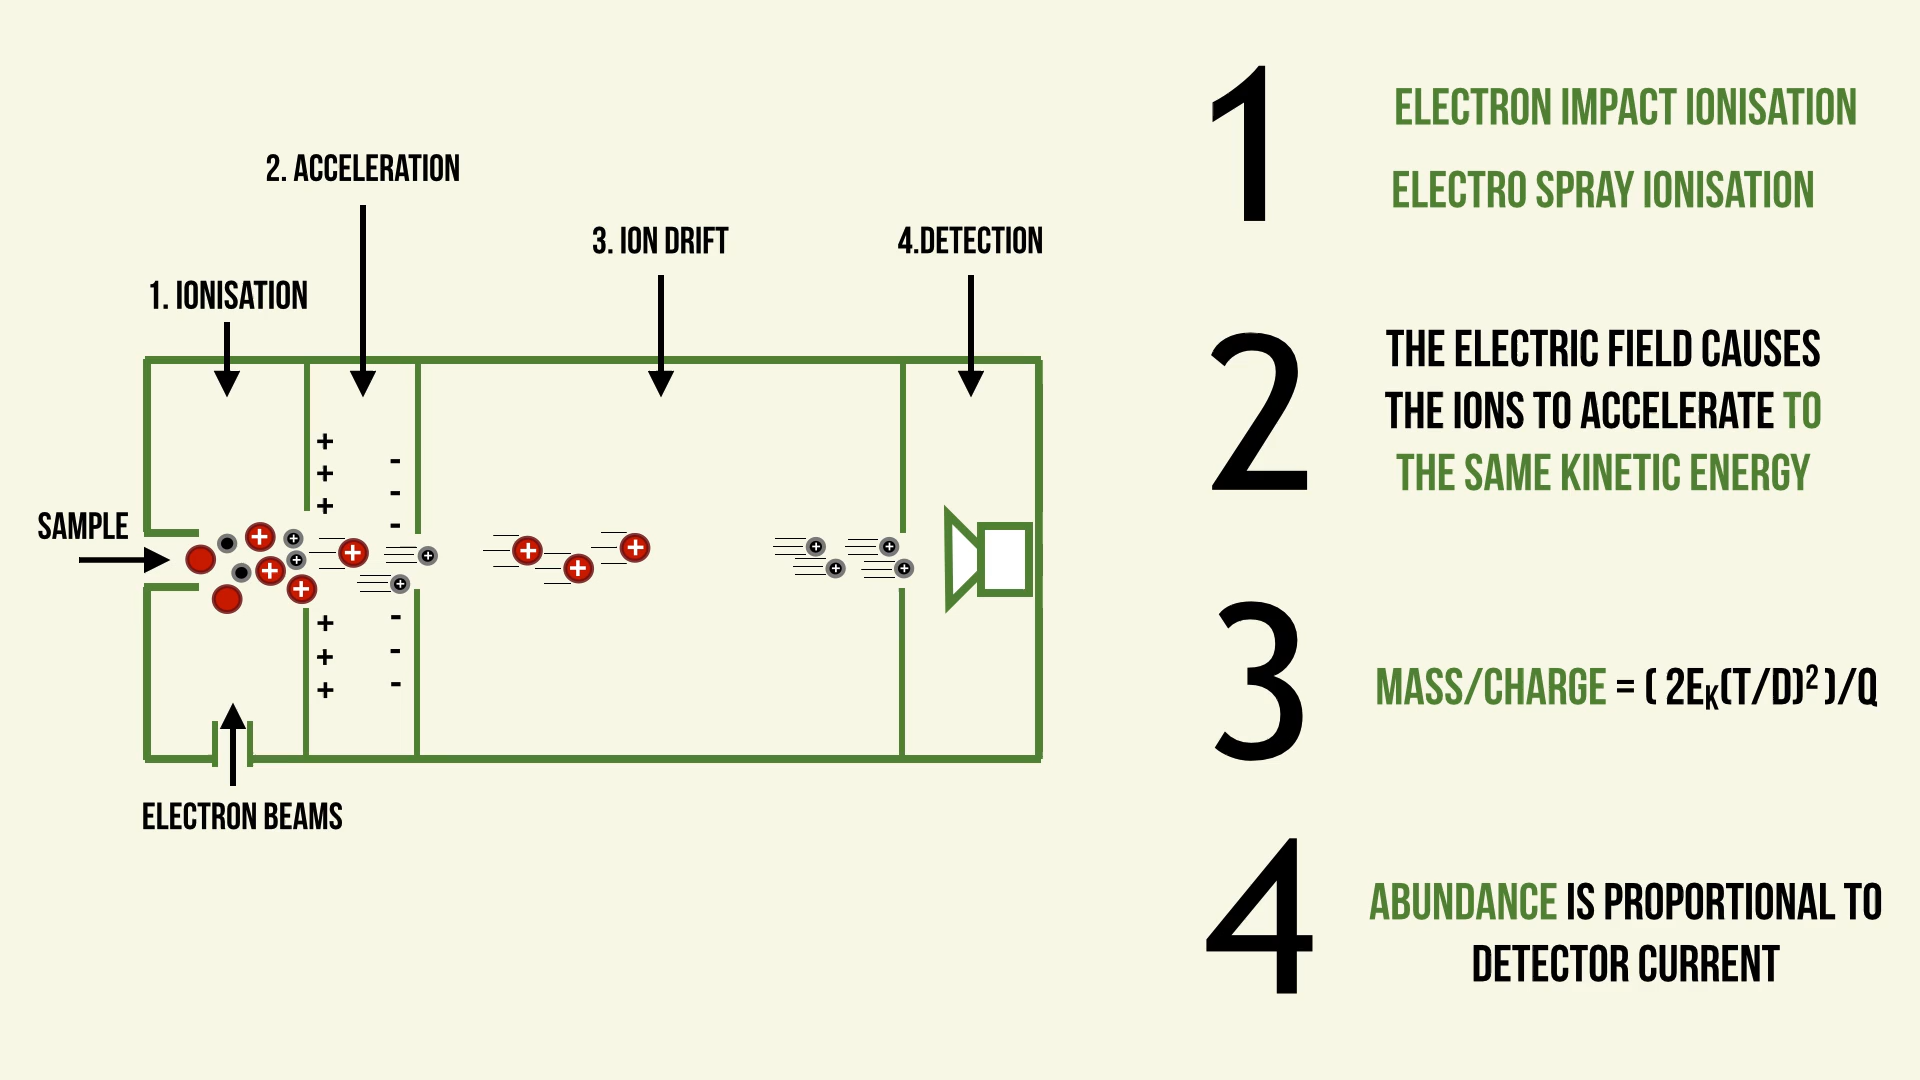 2. ACCELERATION
3. ION DRIFT
4.DETECTION
1. IONISATION
+ -
+ -
+ -
SAMPLE
+ -
+ -
+ -
ELECTRON BEAMS
1
ELECTRON IMPACT IONISATION
ELECTRO SPRAY IONISATION
2
THE ELECTRIC FIELD CAUSES
THE IONS TO ACCELERATE TO
THE SAME KINETIC ENERGY
3
MASS/CHARGE = ( 2Eₖ(T/D)² )/Q
4
ABUNDANCE IS PROPORTIONAL TO
DETECTOR CURRENT